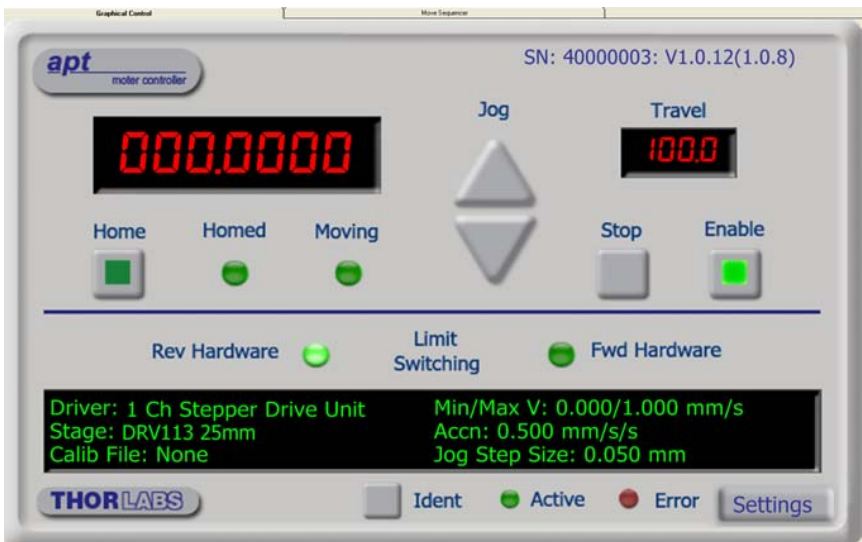 Graphical Control Move Sequencer
apt
moter controller
SN: 40000003: V1.0.12(1.0.8)
Jog
Travel
000.0000
100.0
Home Homed Moving
Stop Enable
Rev Hardware
Limit
Switching
Fwd Hardware
Driver: 1 Ch Stepper Drive Unit
Stage: DRV113 25mm
Calib File: None
Min/Max V: 0.000/1.000 mm/s
Accn: 0.500 mm/s/s
Jog Step Size: 0.050 mm
THORLABS
Ident Active Error Settings